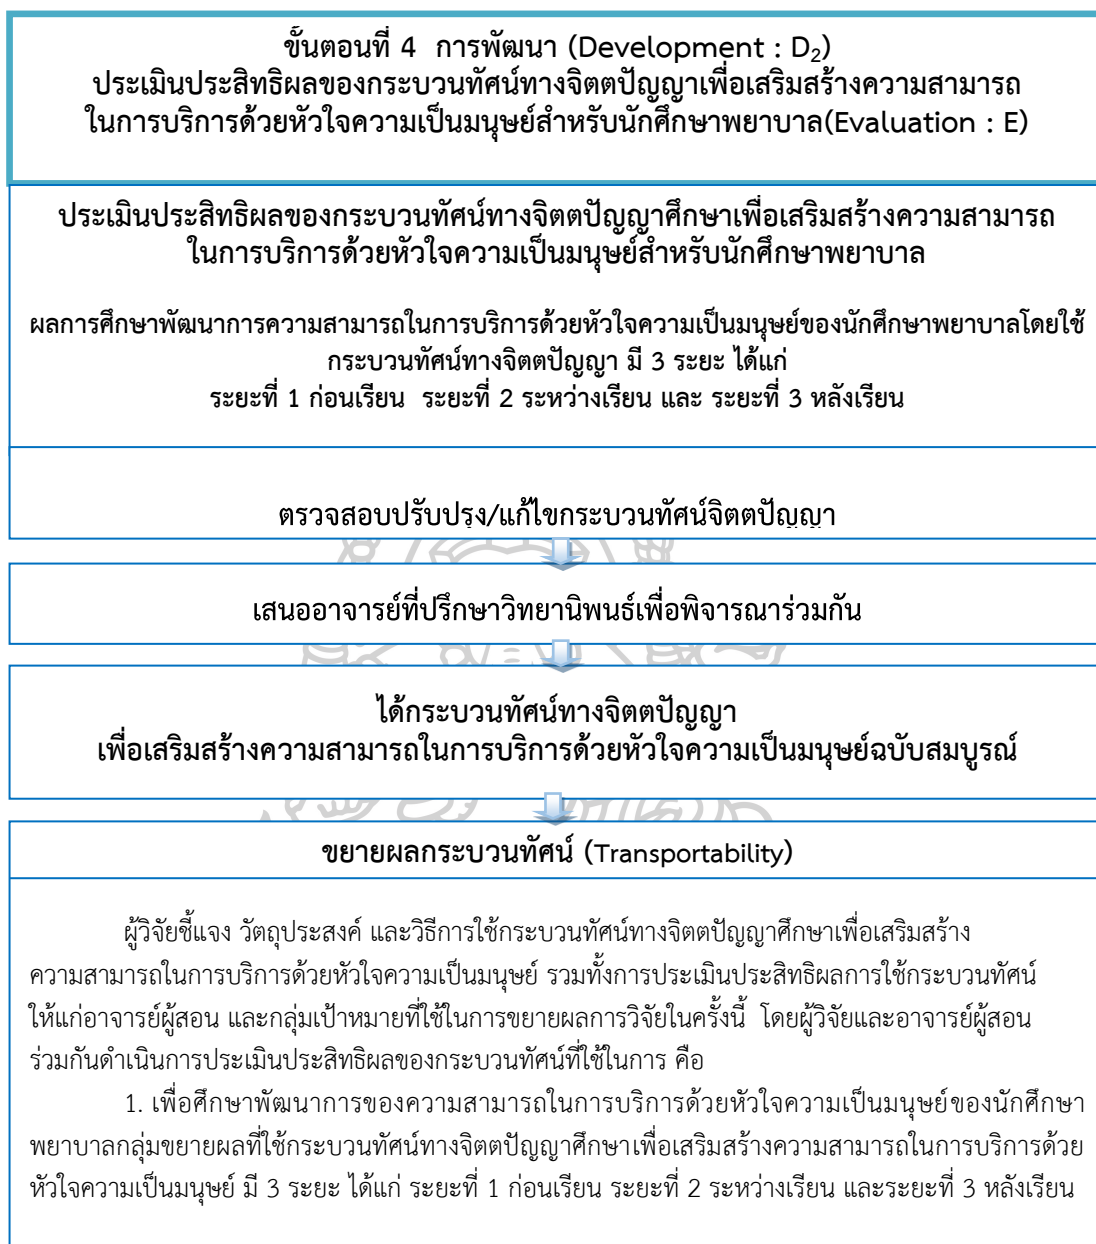 ขั้นตอนที่ 4 การพัฒนา (Development : D₂)
ประเมินประสิทธิผลของกระบวนทัศน์ทางจิตตปัญญาเพื่อเสริมสร้างความสามารถ
ในการบริการด้วยหัวใจความเป็นมนุษย์สำหรับนักศึกษาพยาบาล(Evaluation : E)
ประเมินประสิทธิผลของกระบวนทัศน์ทางจิตตปัญญาศึกษาเพื่อเสริมสร้างความสามารถ
ในการบริการด้วยหัวใจความเป็นมนุษย์สำหรับนักศึกษาพยาบาล
ผลการศึกษาพัฒนาการความสามารถในการบริการด้วยหัวใจความเป็นมนุษย์ของนักศึกษาพยาบาลโดยใช้
กระบวนทัศน์ทางจิตตปัญญา มี 3 ระยะ ได้แก่
ระยะที่ 1 ก่อนเรียน ระยะที่ 2 ระหว่างเรียน และ ระยะที่ 3 หลังเรียน
ตรวจสอบปรับปรุง/แก้ไขกระบวนทัศน์จิตตปัญญา
เสนออาจารย์ที่ปรึกษาวิทยานิพนธ์เพื่อพิจารณาร่วมกัน
ได้กระบวนทัศน์ทางจิตตปัญญา
เพื่อเสริมสร้างความสามารถในการบริการด้วยหัวใจความเป็นมนุษย์ฉบับสมบูรณ์
ขยายผลกระบวนทัศน์ (Transportability)
ผู้วิจัยชี้แจง วัตถุประสงค์ และวิธีการใช้กระบวนทัศน์ทางจิตตปัญญาศึกษาเพื่อเสริมสร้าง
ความสามารถในการบริการด้วยหัวใจความเป็นมนุษย์ รวมทั้งการประเมินประสิทธิผลการใช้กระบวนทัศน์
ให้แก่อาจารย์ผู้สอน และกลุ่มเป้าหมายที่ใช้ในการขยายผลการวิจัยในครั้งนี้ โดยผู้วิจัยและอาจารย์ผู้สอน
ร่วมกันดำเนินการประเมินประสิทธิผลของกระบวนทัศน์ที่ใช้ในการ คือ
1. เพื่อศึกษาพัฒนาการของความสามารถในการบริการด้วยหัวใจความเป็นมนุษย์ของนักศึกษา
พยาบาลกลุ่มขยายผลที่ใช้กระบวนทัศน์ทางจิตตปัญญาศึกษาเพื่อเสริมสร้างความสามารถในการบริการด้วย
หัวใจความเป็นมนุษย์ มี 3 ระยะ ได้แก่ ระยะที่ 1 ก่อนเรียน ระยะที่ 2 ระหว่างเรียน และระยะที่ 3 หลังเรียน